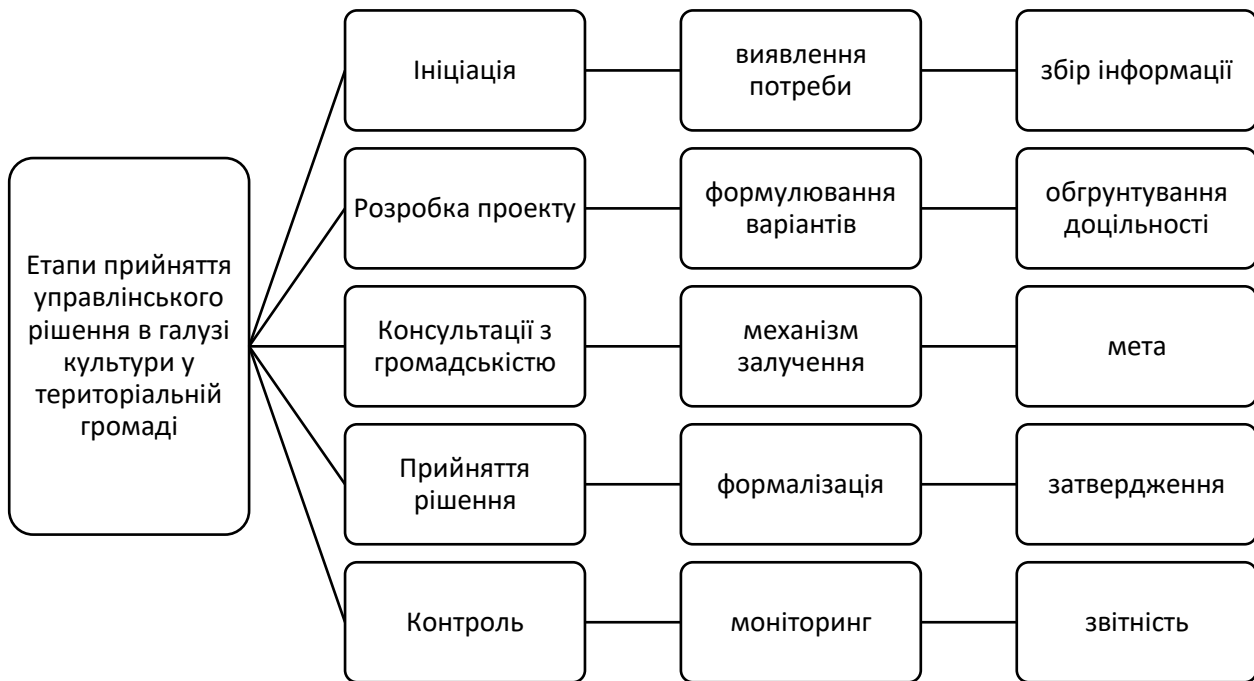 Етапи прийняття
управлінського
рішення в галузі
культури у
територіальній
громаді
Ініціація
виявлення
потреби
збір інформації
Розробка проекту
формулювання
варіантів
обгрунтування
доцільності
Консультації з
громадськістю
механізм
залучення
мета
Прийняття
рішення
формалізація
затвердження
Контроль
моніторинг
звітність